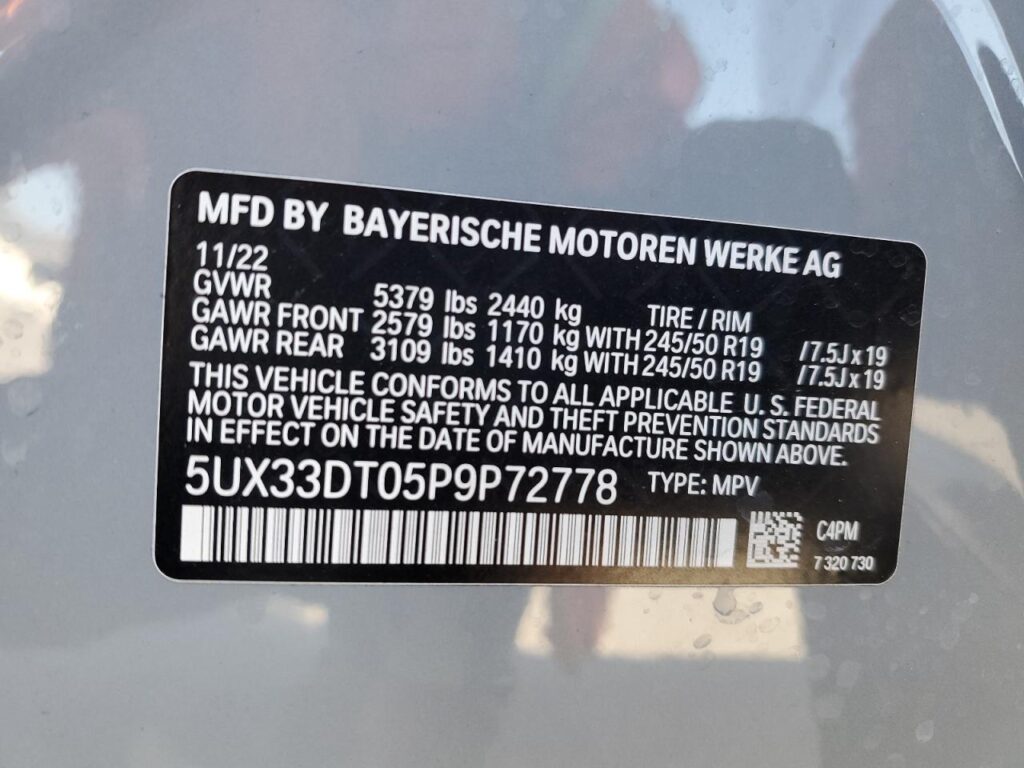 MFD BY BAYERISCHE MOTOREN WERKE AG
11/22
GVWR 5379 lbs 2440 kg TIRE / RIM
GAWR FRONT 2579 lbs 1170 kg WITH 245/50 R19 /7.5J x 19
GAWR REAR 3109 lbs 1410 kg WITH 245/50 R19 /7.5J x 19
THIS VEHICLE CONFORMS TO ALL APPLICABLE U. S. FEDERAL
MOTOR VEHICLE SAFETY AND THEFT PREVENTION STANDARDS
IN EFFECT ON THE DATE OF MANUFACTURE SHOWN ABOVE.
5UX33DT05P9P72778 TYPE: MPV
C4PM
7 320 730